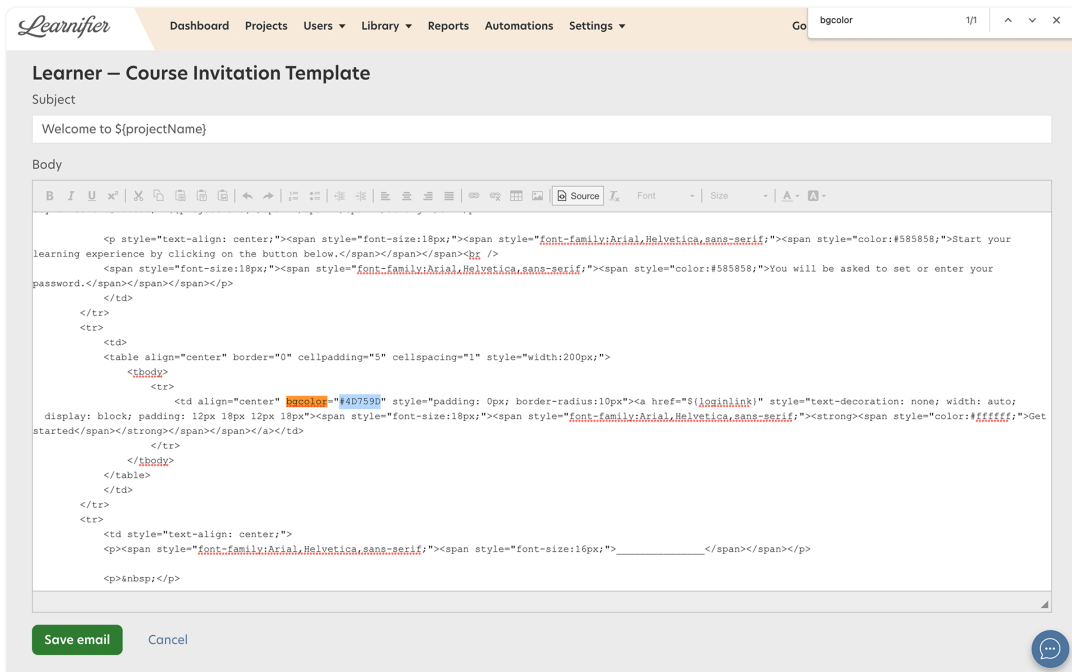 Learnifier
Dashboard Projects Users Library Reports Automations Settings Go
bgcolor 1/1
Learner — Course Invitation Template
Subject
Welcome to ${projectName}
Body
B I U x² Source Tx Font Size A A
<p style="text-align: center;"><span style="font-size:18px;"><span style="font-family:Arial,Helvetica,sans-serif;"><span style="color:#585858;">Start your
learning experience by clicking on the button below.</span></span></span><br />
<span style="font-size:18px;"><span style="font-family:Arial,Helvetica,sans-serif;"><span style="color:#585858;">You will be asked to set or enter your
password.</span></span></span></p>
</td>
</tr>
<tr>
<td>
<table align="center" border="0" cellpadding="5" cellspacing="1" style="width:200px;">
<tbody>
<tr>
<td align="center" bgcolor="#4D759D" style="padding: 0px; border-radius:10px"><a href="${loginlink}" style="text-decoration: none; width: auto;
display: block; padding: 12px 18px 12px 18px"><span style="font-size:18px;"><span style="font-family:Arial,Helvetica,sans-serif;"><strong><span style="color:#ffffff;">Get
started</span></strong></span></span></a></td>
</tr>
</tbody>
</table>
</td>
</tr>
<tr>
<td style="text-align: center;">
<p><span style="font-family:Arial,Helvetica,sans-serif;"><span style="font-size:16px;">_______________</span></span></p>
<p>&nbsp;</p>
Save email Cancel